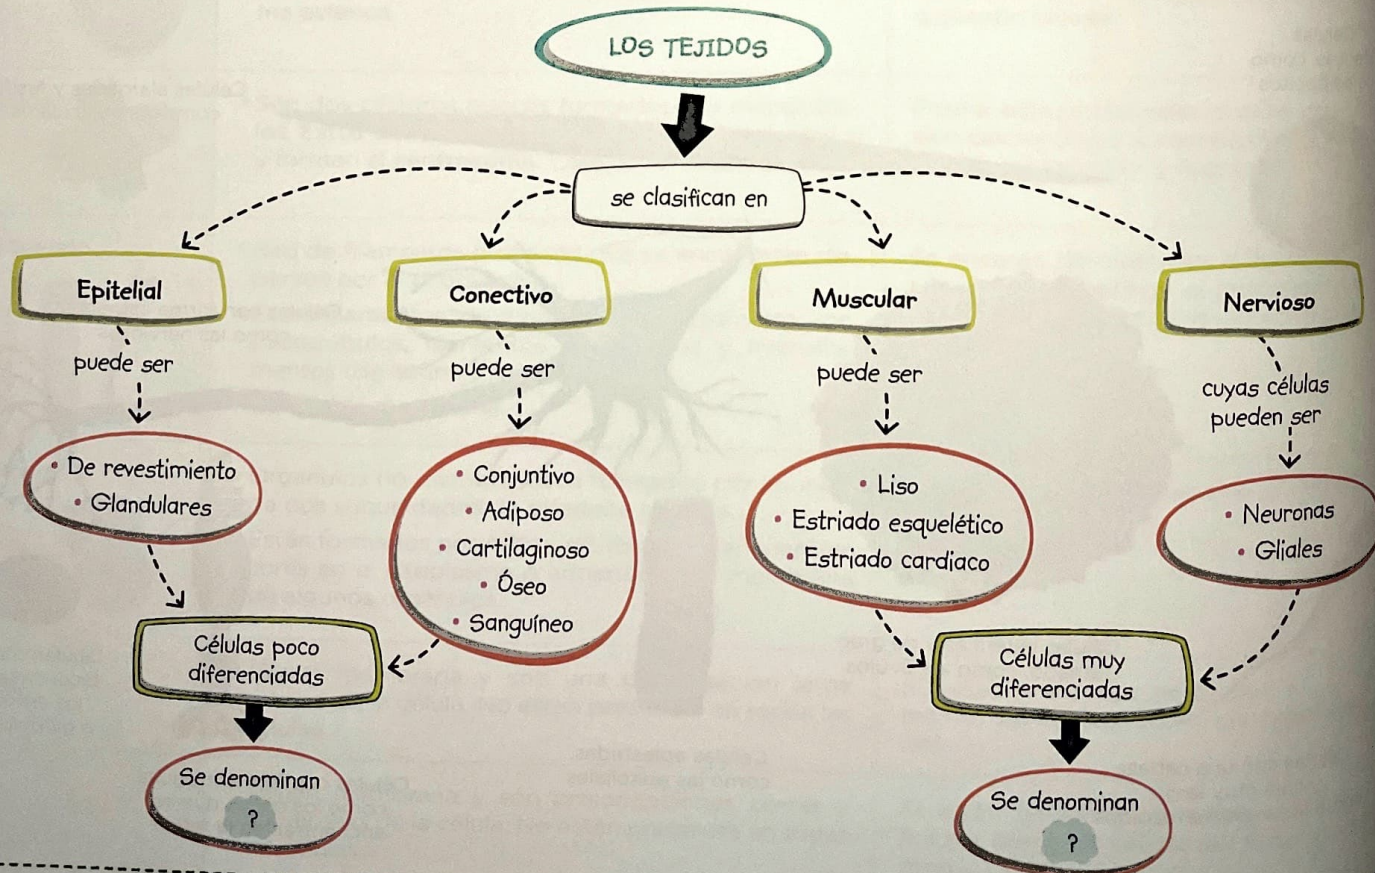 LOS TEJIDOS
se clasifican en
Epitelial
Conectivo
Muscular
Nervioso
puede ser
puede ser
puede ser
cuyas células
pueden ser
• De revestimiento
• Glandulares
• Conjuntivo
• Adiposo
• Cartilaginoso
• Óseo
• Sanguíneo
• Liso
• Estriado esquelético
• Estriado cardiaco
• Neuronas
• Gliales
Células poco
diferenciadas
Células muy
diferenciadas
Se denominan
?
Se denominan
?